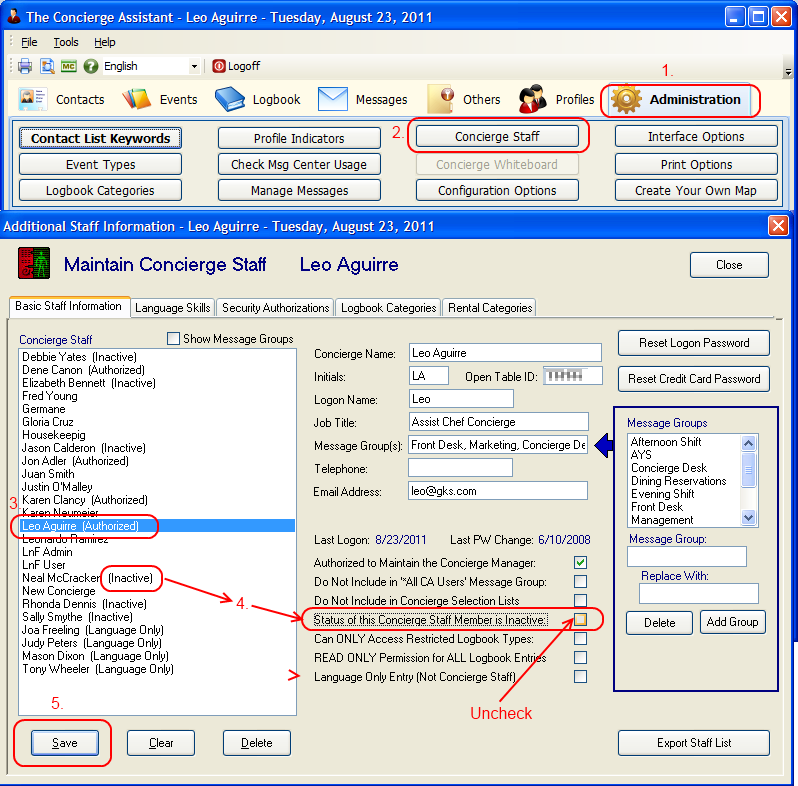 The Concierge Assistant - Leo Aguirre - Tuesday, August 23, 2011
File Tools Help
MC ? English Logoff
1.
Contacts Events Logbook Messages Others Profiles Administration
2.
Contact List Keywords Profile Indicators Concierge Staff Interface Options
Event Types Check Msg Center Usage Concierge Whiteboard Print Options
Logbook Categories Manage Messages Configuration Options Create Your Own Map
Additional Staff Information - Leo Aguirre - Tuesday, August 23, 2011
Maintain Concierge Staff Leo Aguirre Close
Basic Staff Information Language Skills Security Authorizations Logbook Categories Rental Categories
Concierge Staff Show Message Groups
Debbie Yates (Inactive)
Dene Canon (Authorized)
Elizabeth Bennett (Inactive)
Fred Young
Germane
Gloria Cruz
Housekeepig
Jason Calderon (Inactive)
Jon Adler (Authorized)
Juan Smith
Justin O'Malley
Karen Clancy (Authorized)
Karen Neumeier
3.
Leo Aguirre (Authorized)
Leonardo Ramirez
LnF Admin
LnF User
Neal McCracken (Inactive)
New Concierge
Rhonda Dennis (Inactive)
Sally Smythe (Inactive)
Joa Freeling (Language Only)
Judy Peters (Language Only)
Mason Dixon (Language Only)
Tony Wheeler (Language Only)
4.
5.
Save Clear Delete
Concierge Name: Leo Aguirre
Initials: LA Open Table ID:
Logon Name: Leo
Job Title: Assist Chef Concierge
Message Group(s): Front Desk, Marketing, Concierge De
Telephone:
Email Address: leo@gks.com
Last Logon: 8/23/2011 Last PW Change: 6/10/2008
Authorized to Maintain the Concierge Manager:
Do Not Include in "All CA Users' Message Group:
Do Not Include in Concierge Selection Lists
Status of this Concierge Staff Member is Inactive:
Can ONLY Access Restricted Logbook Types:
READ ONLY Permission for ALL Logbook Entries
Language Only Entry (Not Concierge Staff)
Uncheck
Reset Logon Password
Reset Credit Card Password
Message Groups
Afternoon Shift
AYS
Concierge Desk
Dining Reservations
Evening Shift
Front Desk
Management
Message Group:
Replace With:
Delete Add Group
Export Staff List